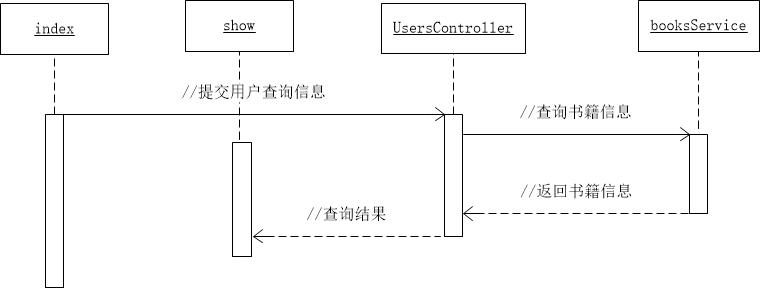 index
show
UsersController
booksService
//提交用户查询信息
//查询书籍信息
//返回书籍信息
//查询结果